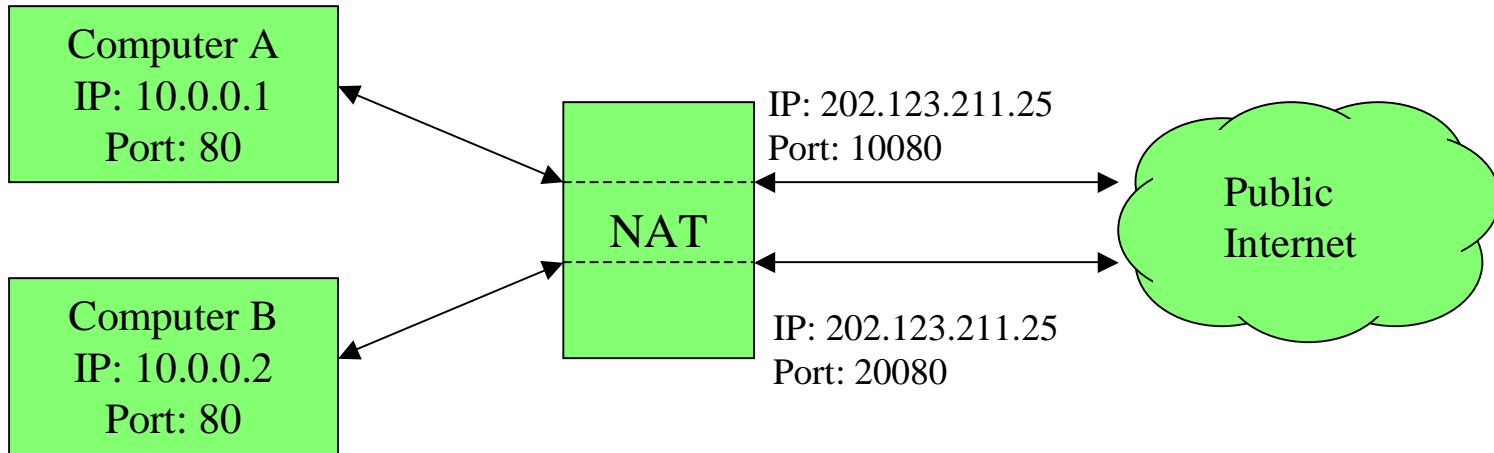 Computer A
IP: 10.0.0.1
Port: 80
IP: 202.123.211.25
Port: 10080
NAT
Public
Internet
Computer B
IP: 10.0.0.2
Port: 80
IP: 202.123.211.25
Port: 20080